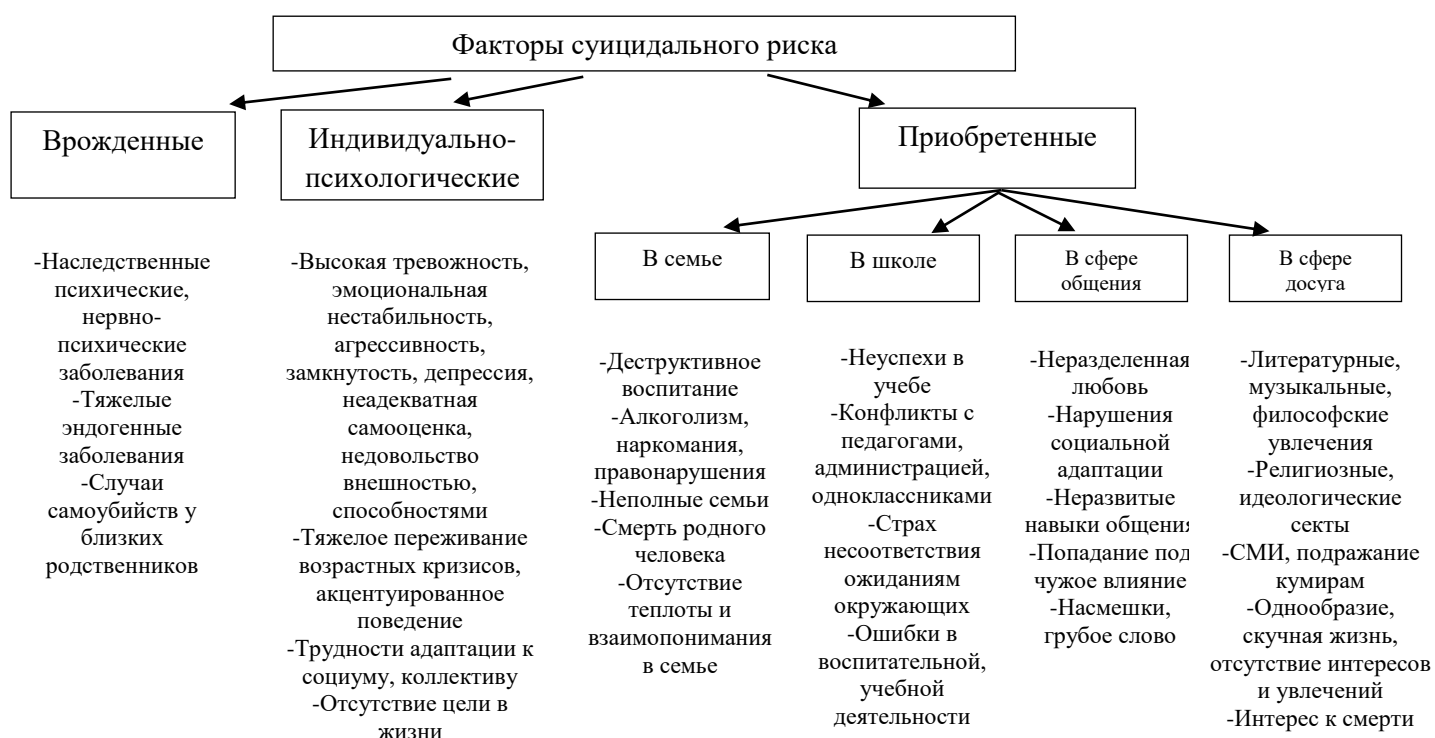 Факторы суицидального риска
Врожденные
Индивидуально-
психологические
Приобретенные
-Наследственные
психические,
нервно-
психические
заболевания
-Тяжелые
эндогенные
заболевания
-Случаи
самоубийств у
близких
родственников
-Высокая тревожность,
эмоциональная
нестабильность,
агрессивность,
замкнутость, депрессия,
неадекватная
самооценка,
недовольство
внешностью,
способностями
-Тяжелое переживание
возрастных кризисов,
акцентуированное
поведение
-Трудности адаптации к
социуму, коллективу
-Отсутствие цели в
жизни
В семье
-Деструктивное
воспитание
-Алкоголизм,
наркомания,
правонарушения
-Неполные семьи
-Смерть родного
человека
-Отсутствие
теплоты и
взаимопонимания
в семье
В школе
-Неуспехи в
учебе
-Конфликты с
педагогами,
администрацией,
одноклассниками
-Страх
несоответствия
ожиданиям
окружающих
-Ошибки в
воспитательной,
учебной
деятельности
В сфере
общения
-Неразделенная
любовь
-Нарушения
социальной
адаптации
-Неразвитые
навыки общения
-Попадание под
чужое влияние
-Насмешки,
грубое слово
В сфере
досуга
-Литературные,
музыкальные,
философские
увлечения
-Религиозные,
идеологические
секты
-СМИ, подражание
кумирам
-Однообразие,
скучная жизнь,
отсутствие интересов
и увлечений
-Интерес к смерти